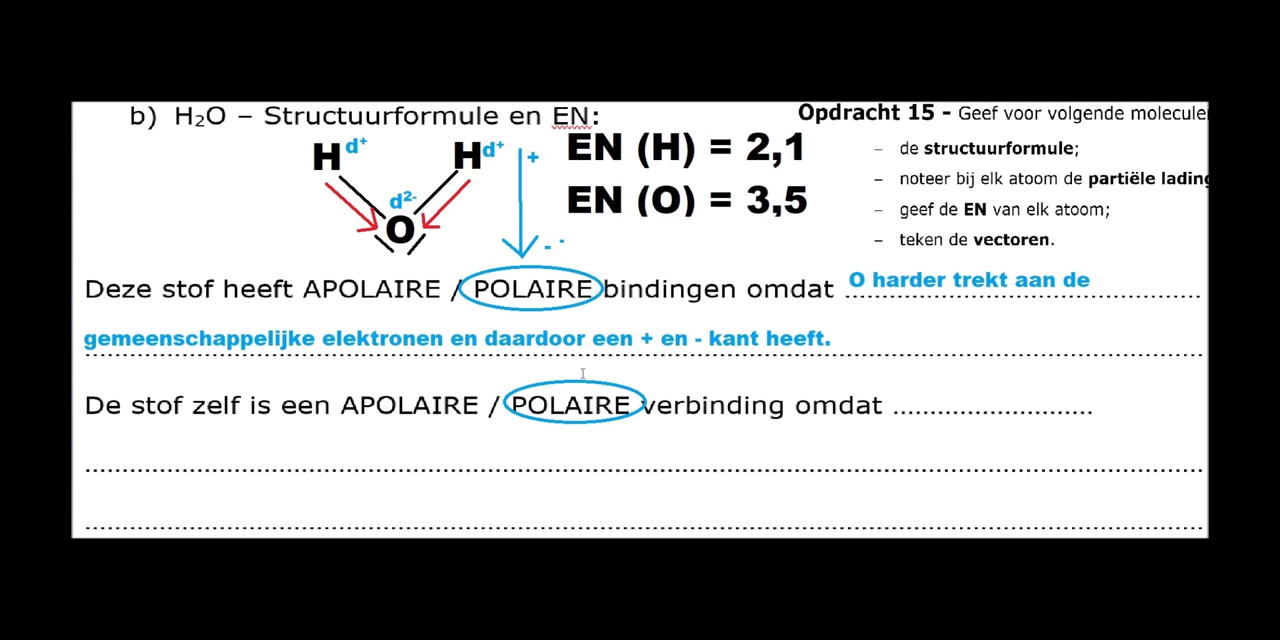 b) H₂O – Structuurformule en EN:
Opdracht 15 - Geef voor volgende molecule
H d⁺ H d⁺ +
EN (H) = 2,1
– de structuurformule;
d²⁻
O
EN (O) = 3,5
– noteer bij elk atoom de partiële lading
– geef de EN van elk atoom;
-
– teken de vectoren.
Deze stof heeft APOLAIRE / POLAIRE bindingen omdat O harder trekt aan de
gemeenschappelijke elektronen en daardoor een + en - kant heeft.
De stof zelf is een APOLAIRE / POLAIRE verbinding omdat ...........................